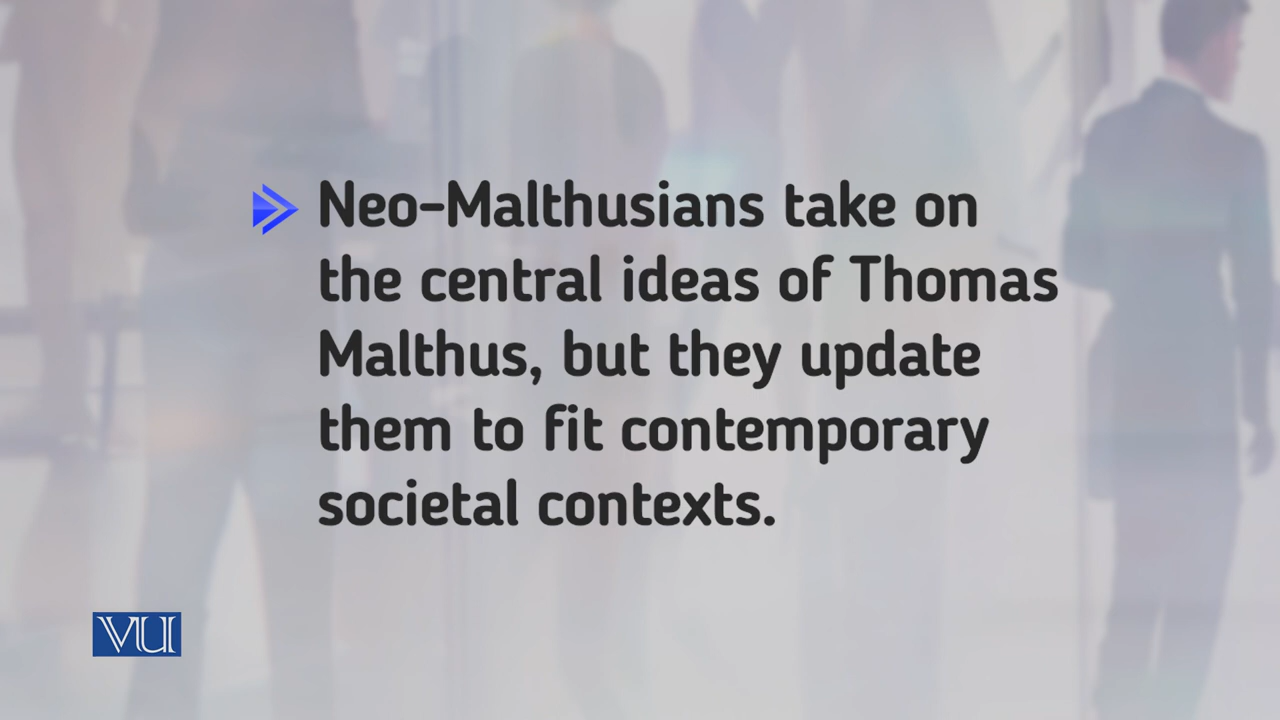 Neo-Malthusians take on
the central ideas of Thomas
Malthus, but they update
them to fit contemporary
societal contexts.
VU